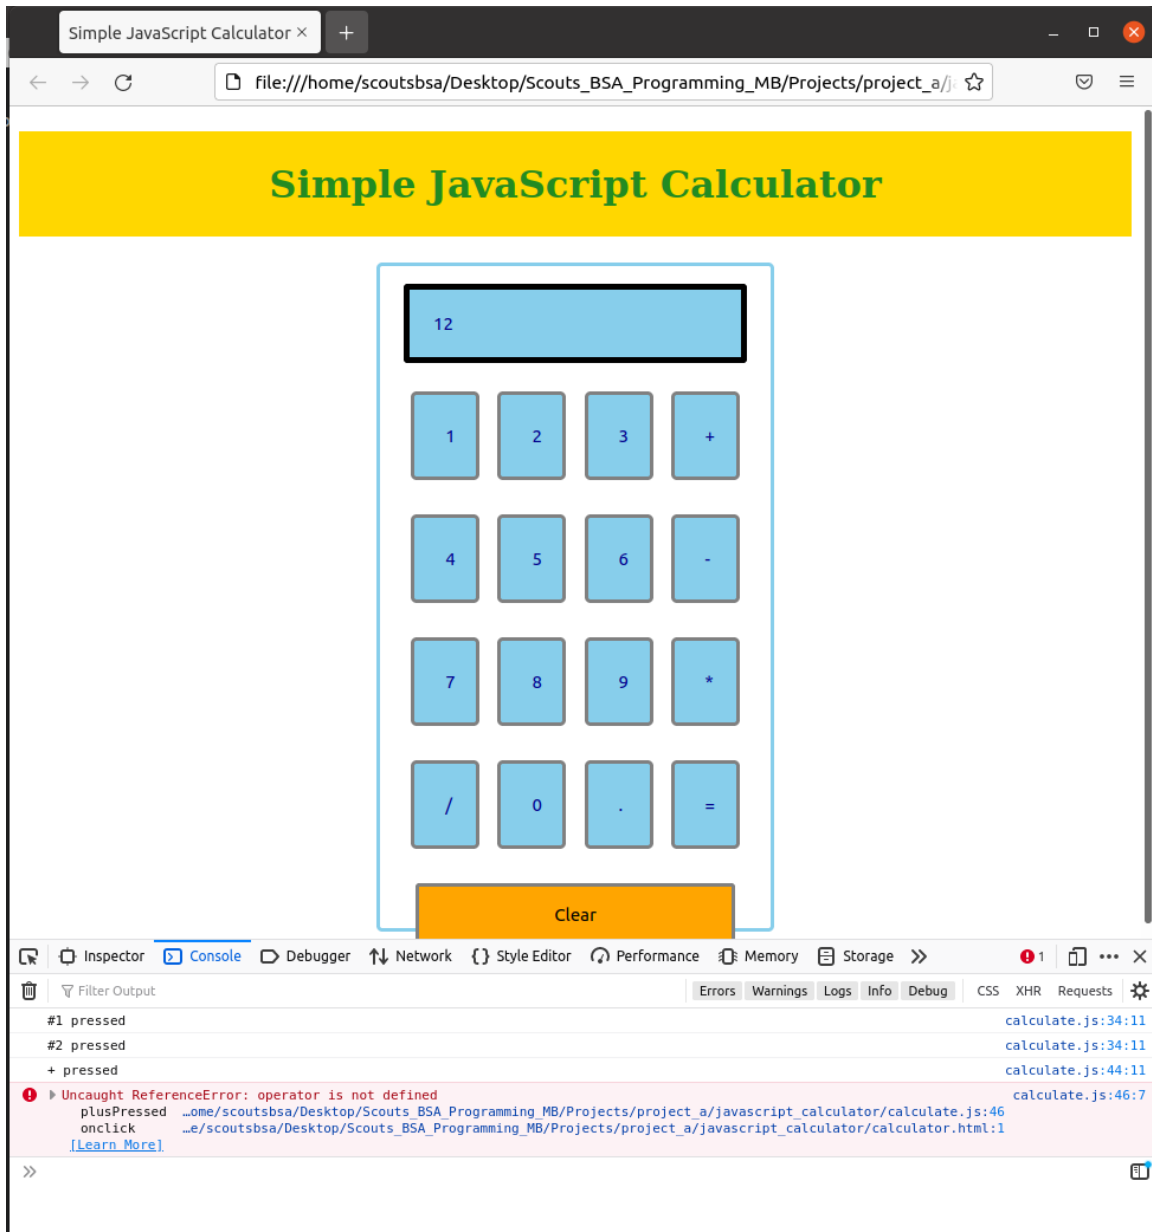 Simple JavaScript Calculator × +
file:///home/scoutsbsa/Desktop/Scouts_BSA_Programming_MB/Projects/project_a/j
Simple JavaScript Calculator
12
1 2 3 +
4 5 6 -
7 8 9 *
/ 0 . =
Clear
Inspector Console Debugger Network {} Style Editor Performance Memory Storage 1
Filter Output Errors Warnings Logs Info Debug CSS XHR Requests
#1 pressed calculate.js:34:11
#2 pressed calculate.js:34:11
+ pressed calculate.js:44:11
Uncaught ReferenceError: operator is not defined calculate.js:46:7
plusPressed …ome/scoutsbsa/Desktop/Scouts_BSA_Programming_MB/Projects/project_a/javascript_calculator/calculate.js:46
onclick …e/scoutsbsa/Desktop/Scouts_BSA_Programming_MB/Projects/project_a/javascript_calculator/calculator.html:1
[Learn More]